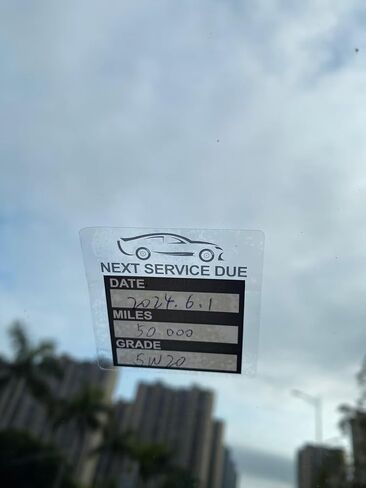 NEXT SERVICE DUE
DATE
2024.6.1
MILES
50.000
GRADE
5W20